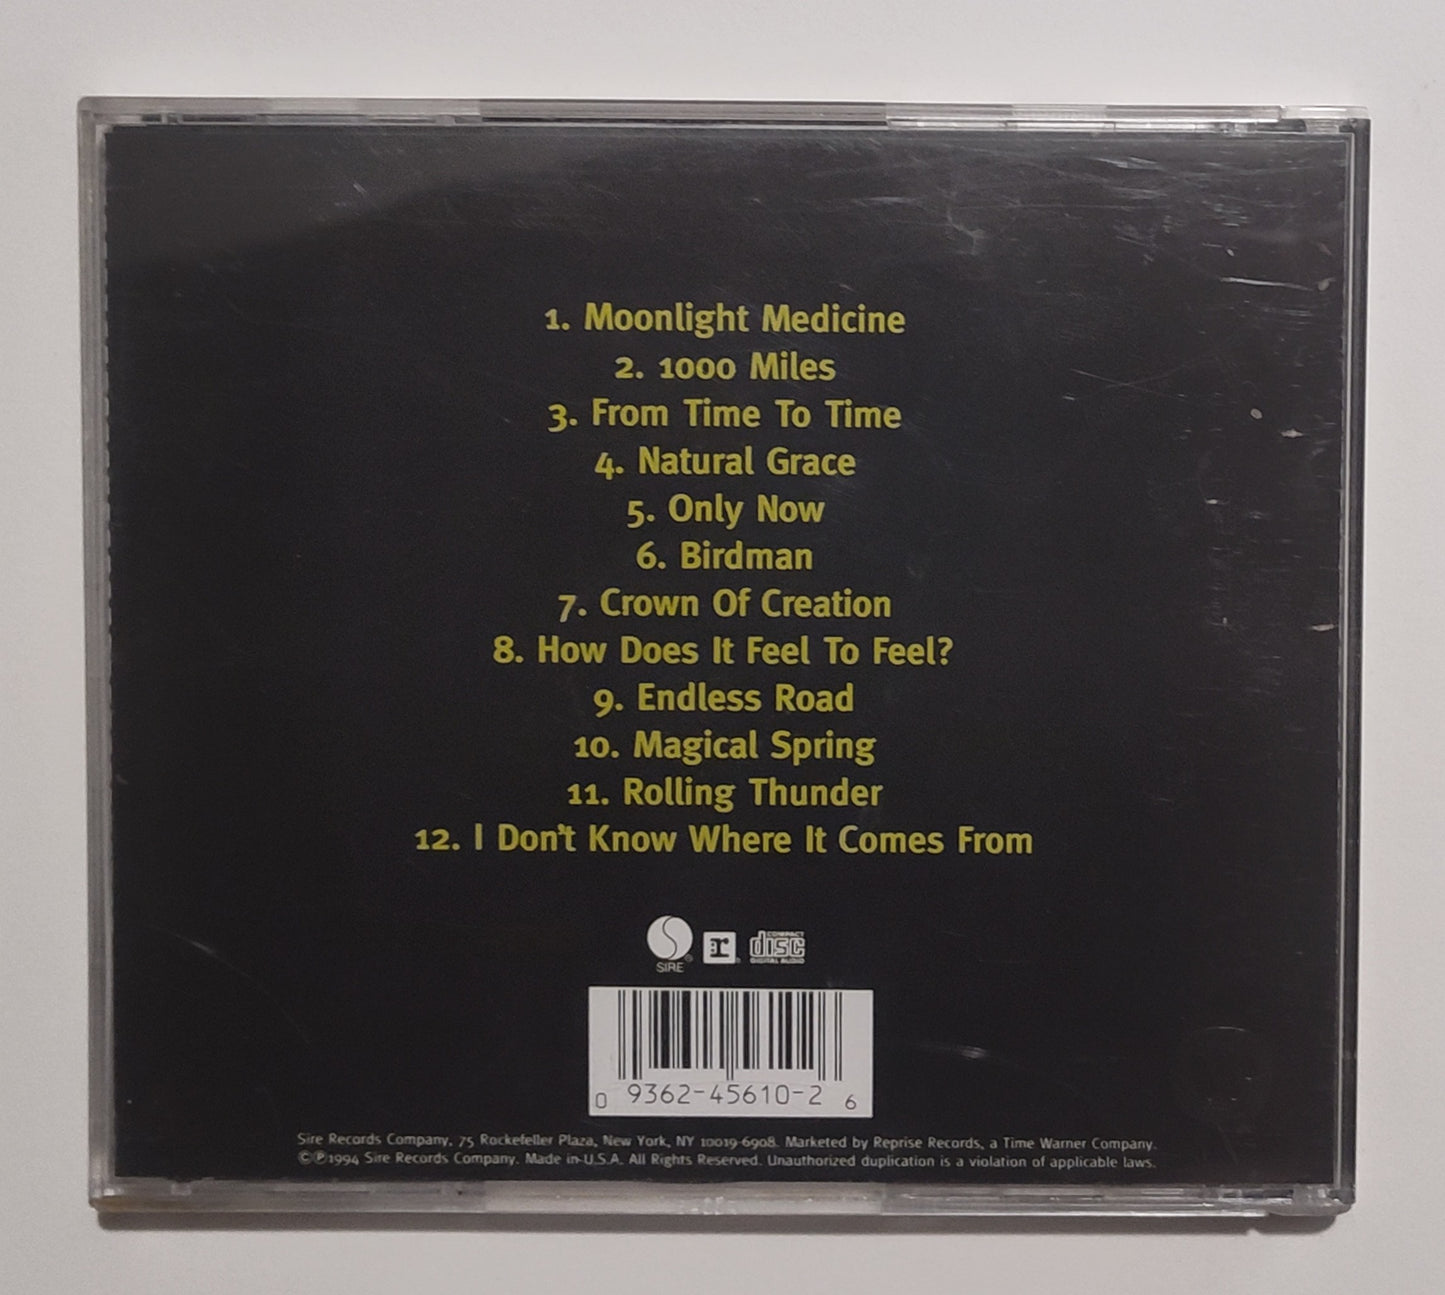 1. Moonlight Medicine
2. 1000 Miles
3. From Time To Time
4. Natural Grace
5. Only Now
6. Birdman
7. Crown Of Creation
8. How Does It Feel To Feel?
9. Endless Road
10. Magical Spring
11. Rolling Thunder
12. I Don't Know Where It Comes From
SIRE® r® COMPACT disc DIGITAL AUDIO
0 9362-45610-2 6
Sire Records Company, 75 Rockefeller Plaza, New York, NY 10019-6908. Marketed by Reprise Records, a Time Warner Company.
©℗1994 Sire Records Company. Made in U.S.A. All Rights Reserved. Unauthorized duplication is a violation of applicable laws.